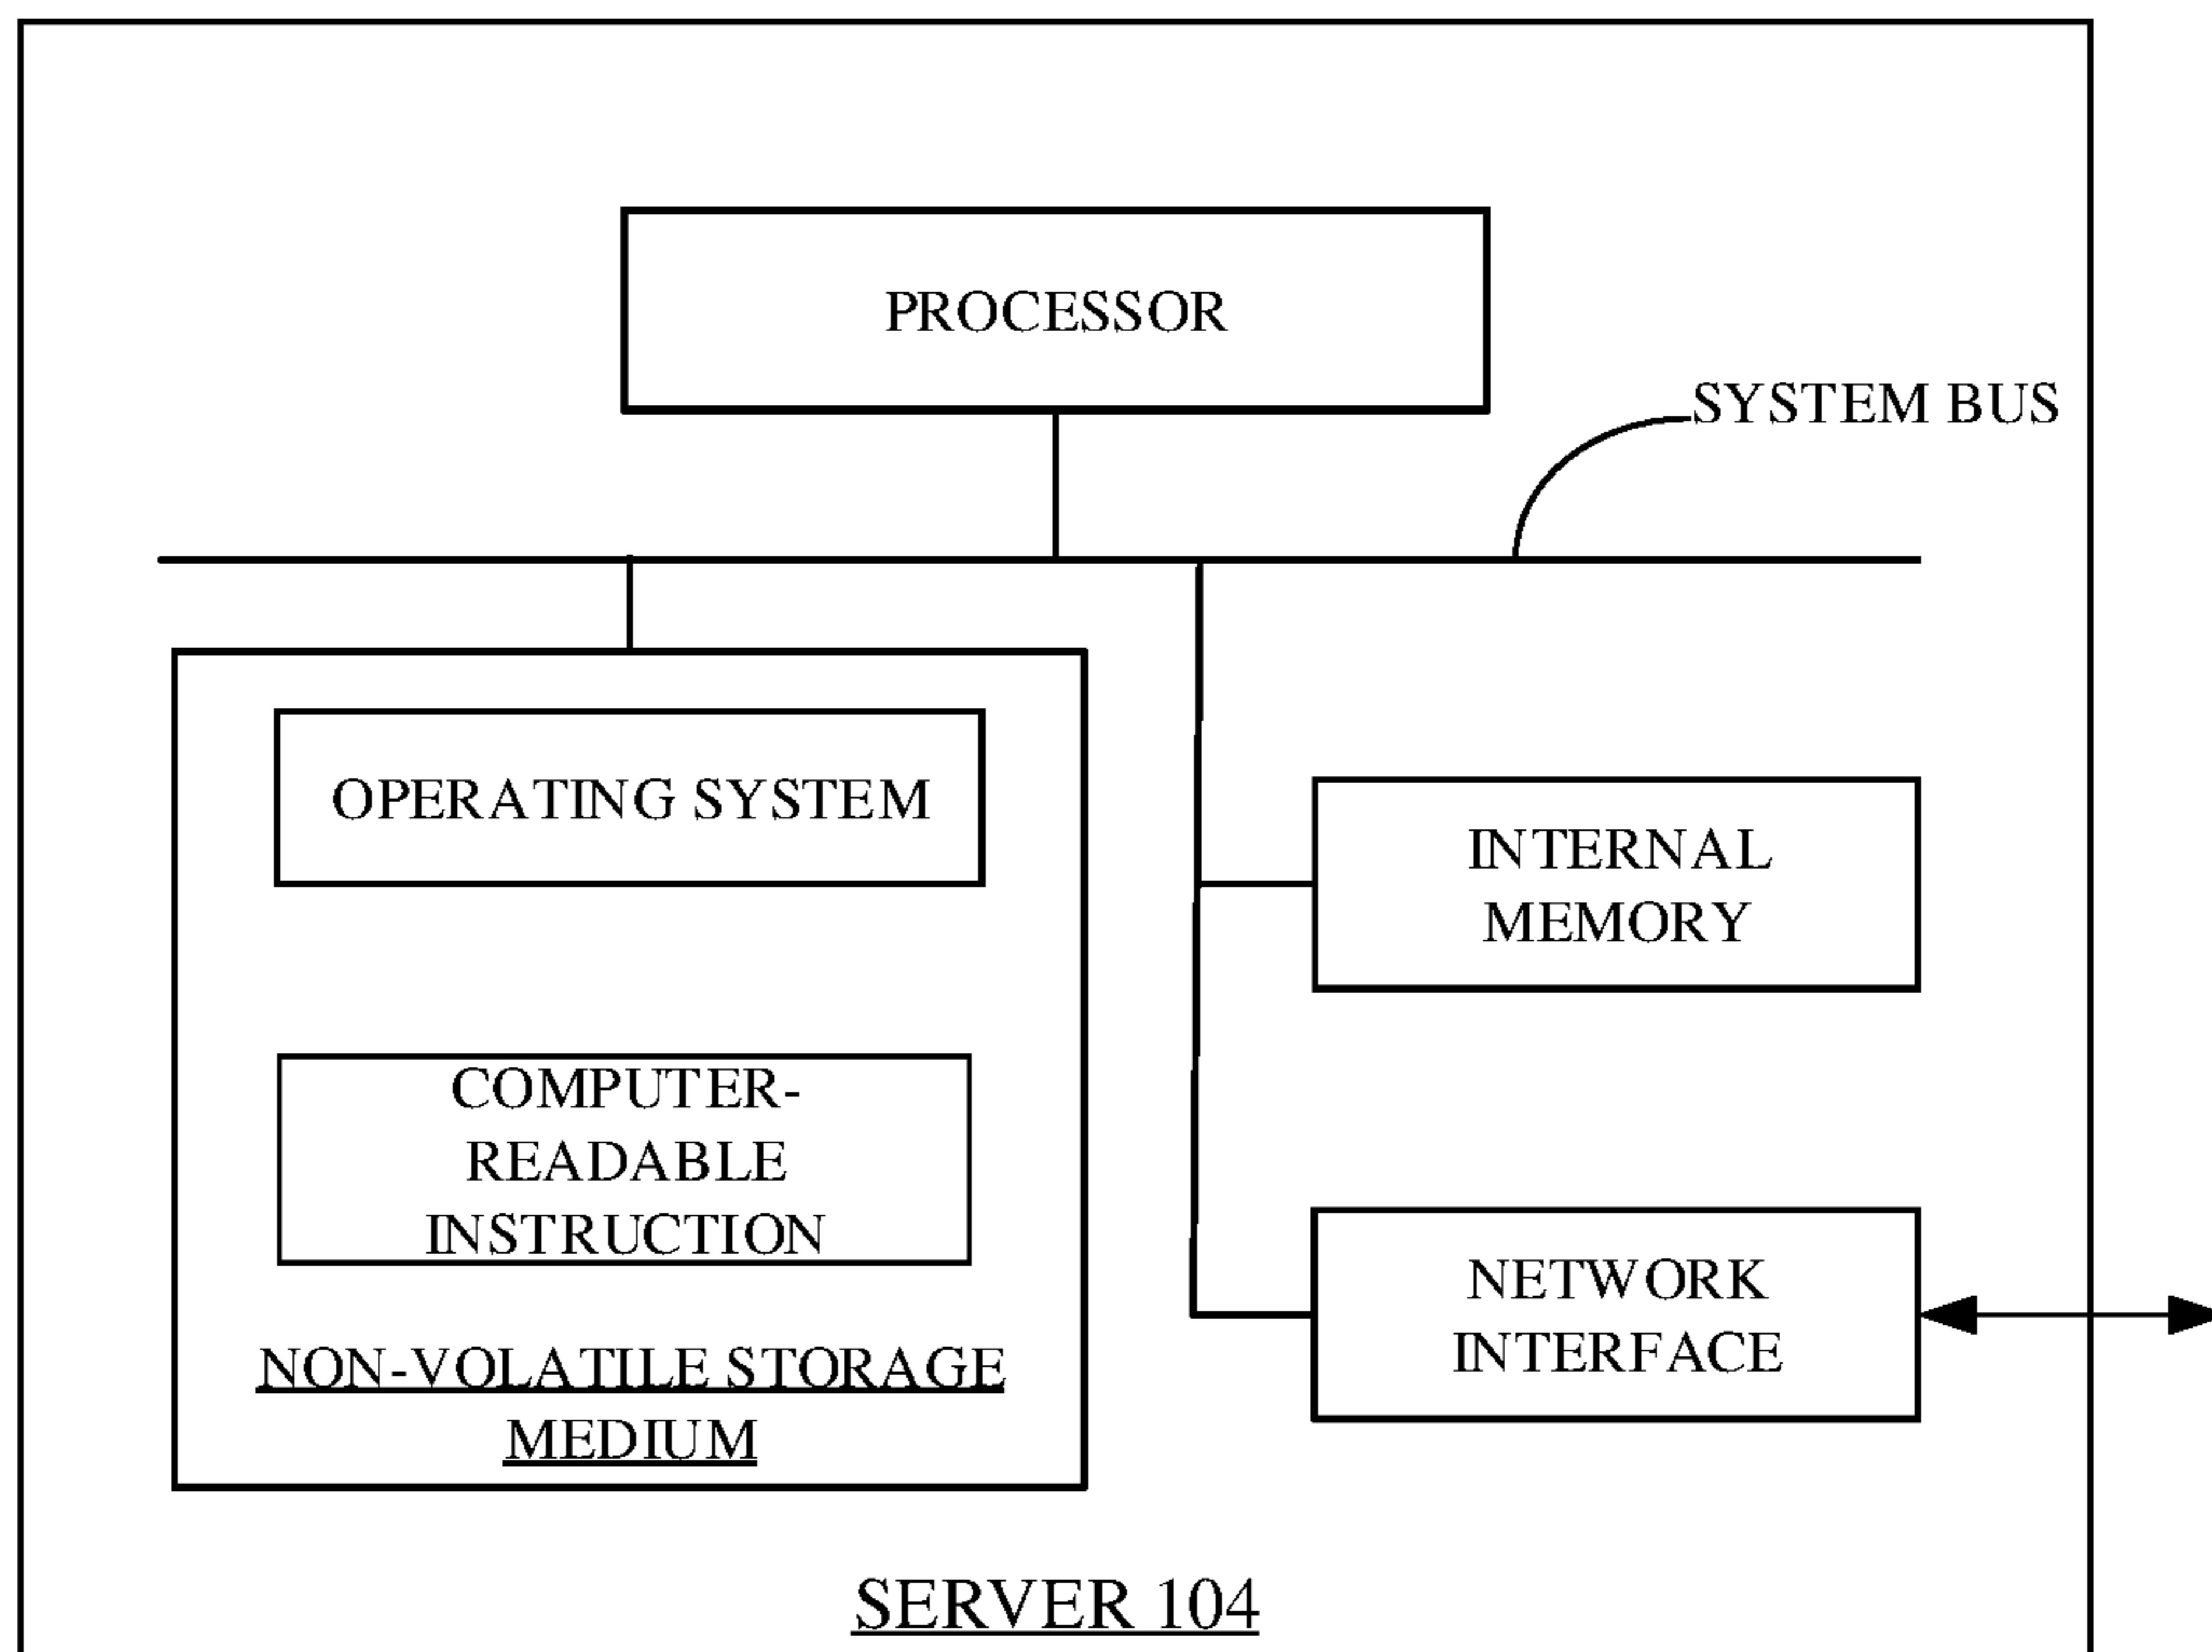 PROCESSOR
SYSTEM BUS
OPERATING SYSTEM
INTERNAL
MEMORY
COMPUTER-
READABLE
INSTRUCTION
NETWORK
INTERFACE
NON-VOLATILE STORAGE
MEDIUM
SERVER 104